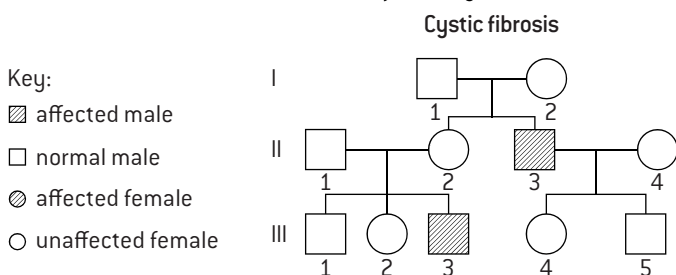 Cystic fibrosis
Key:
affected male
normal male
affected female
unaffected female
I
1 2
II
1 2 3 4
III
1 2 3 4 5